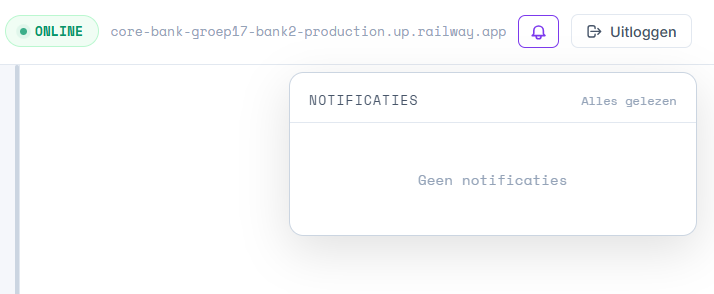 ONLINE core-bank-groep17-bank2-production.up.railway.app Uitloggen
NOTIFICATIES Alles gelezen
Geen notificaties